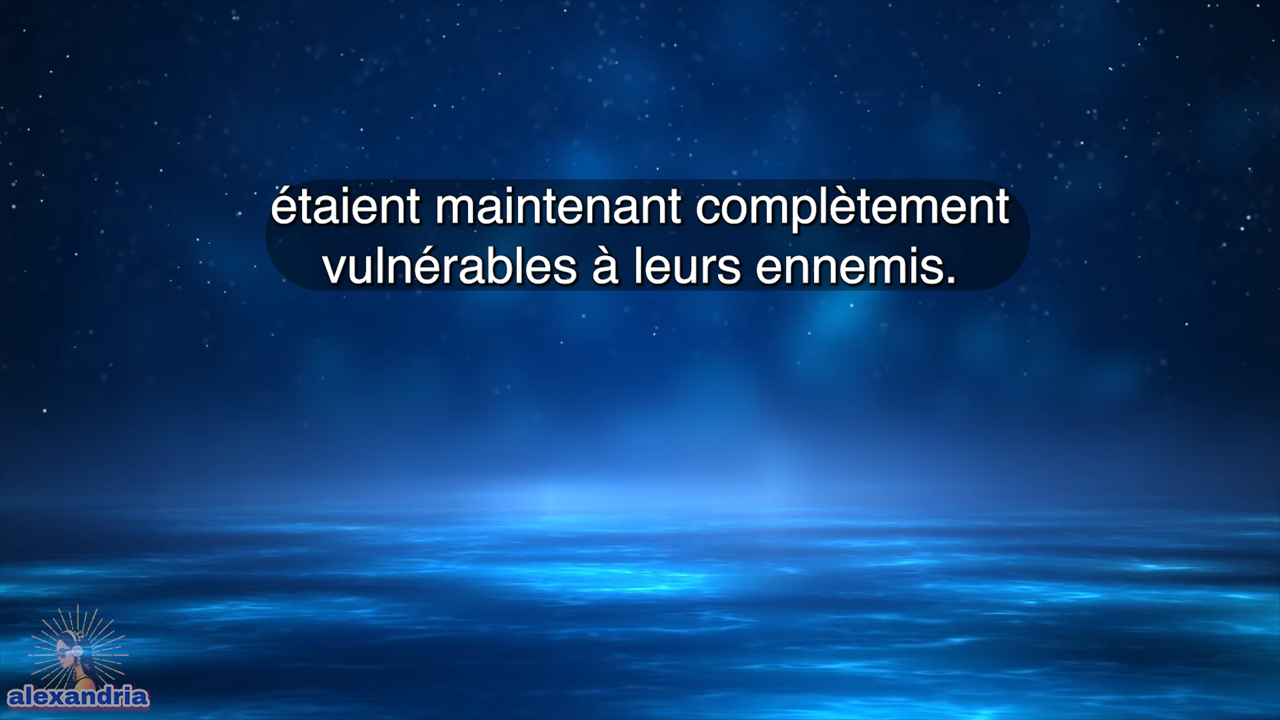 étaient maintenant complètement
vulnérables à leurs ennemis.
alexandria